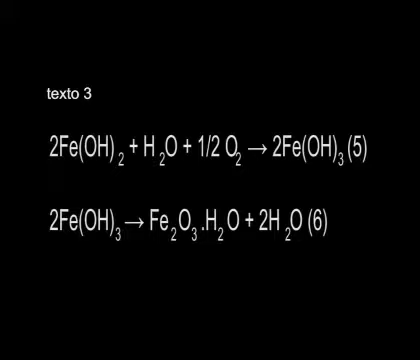 texto 3
2Fe(OH)₂ + H₂O + 1/2 O₂ → 2Fe(OH)₃ (5)
2Fe(OH)₃ → Fe₂O₃.H₂O + 2H₂O (6)